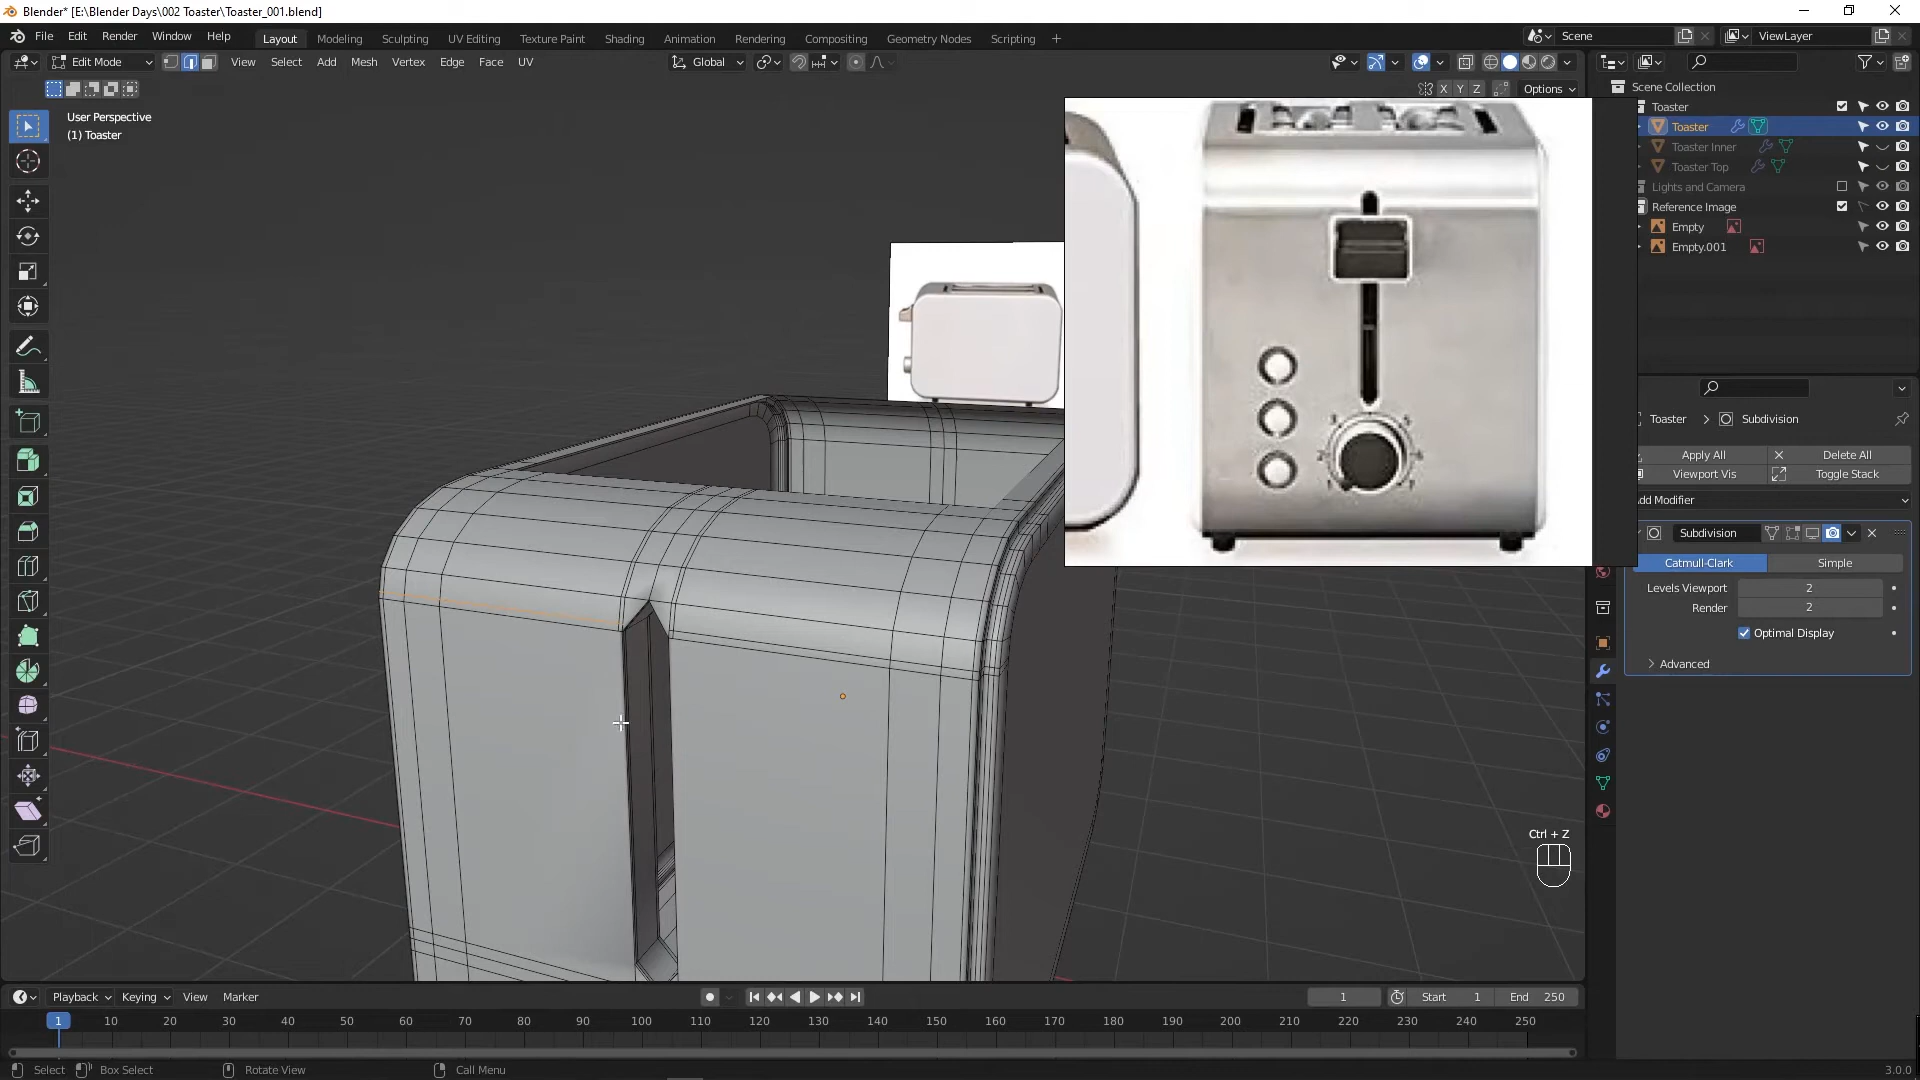 Blender* [E:\Blender Days\002 Toaster\Toaster_001.blend]
File Edit Render Window Help
Layout Modeling Sculpting UV Editing Texture Paint Shading Animation Rendering Compositing Geometry Nodes Scripting +
Scene
ViewLayer
Edit Mode
View Select Add Mesh Vertex Edge Face UV
Global
X Y Z
Options
User Perspective
(1) Toaster
Scene Collection
Toaster
Toaster
Toaster Inner
Toaster Top
Lights and Camera
Reference Image
Empty
Empty.001
Toaster > Subdivision
Apply All
Delete All
Viewport Vis
Toggle Stack
dd Modifier
Subdivision
Catmull-Clark Simple
Levels Viewport 2
Render 2
Optimal Display
Advanced
Ctrl + Z
Playback Keying View Marker
1
Start 1
End 250
1 10 20 30 40 50 60 70 80 90 100 110 120 130 140 150 160 170 180 190 200 210 220 230 240 250
Select Box Select Rotate View Call Menu
3.0.0